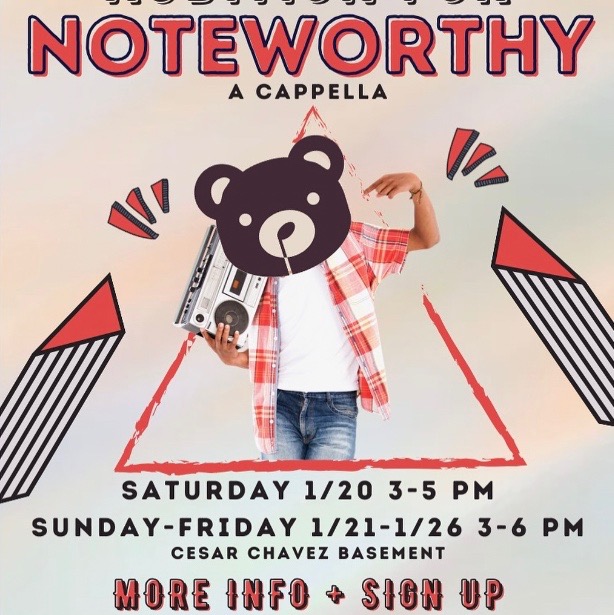 NOTEWORTHY
A CAPPELLA
SATURDAY 1/20 3-5 PM
SUNDAY-FRIDAY 1/21-1/26 3-6 PM
CESAR CHAVEZ BASEMENT
MORE INFO + SIGN UP